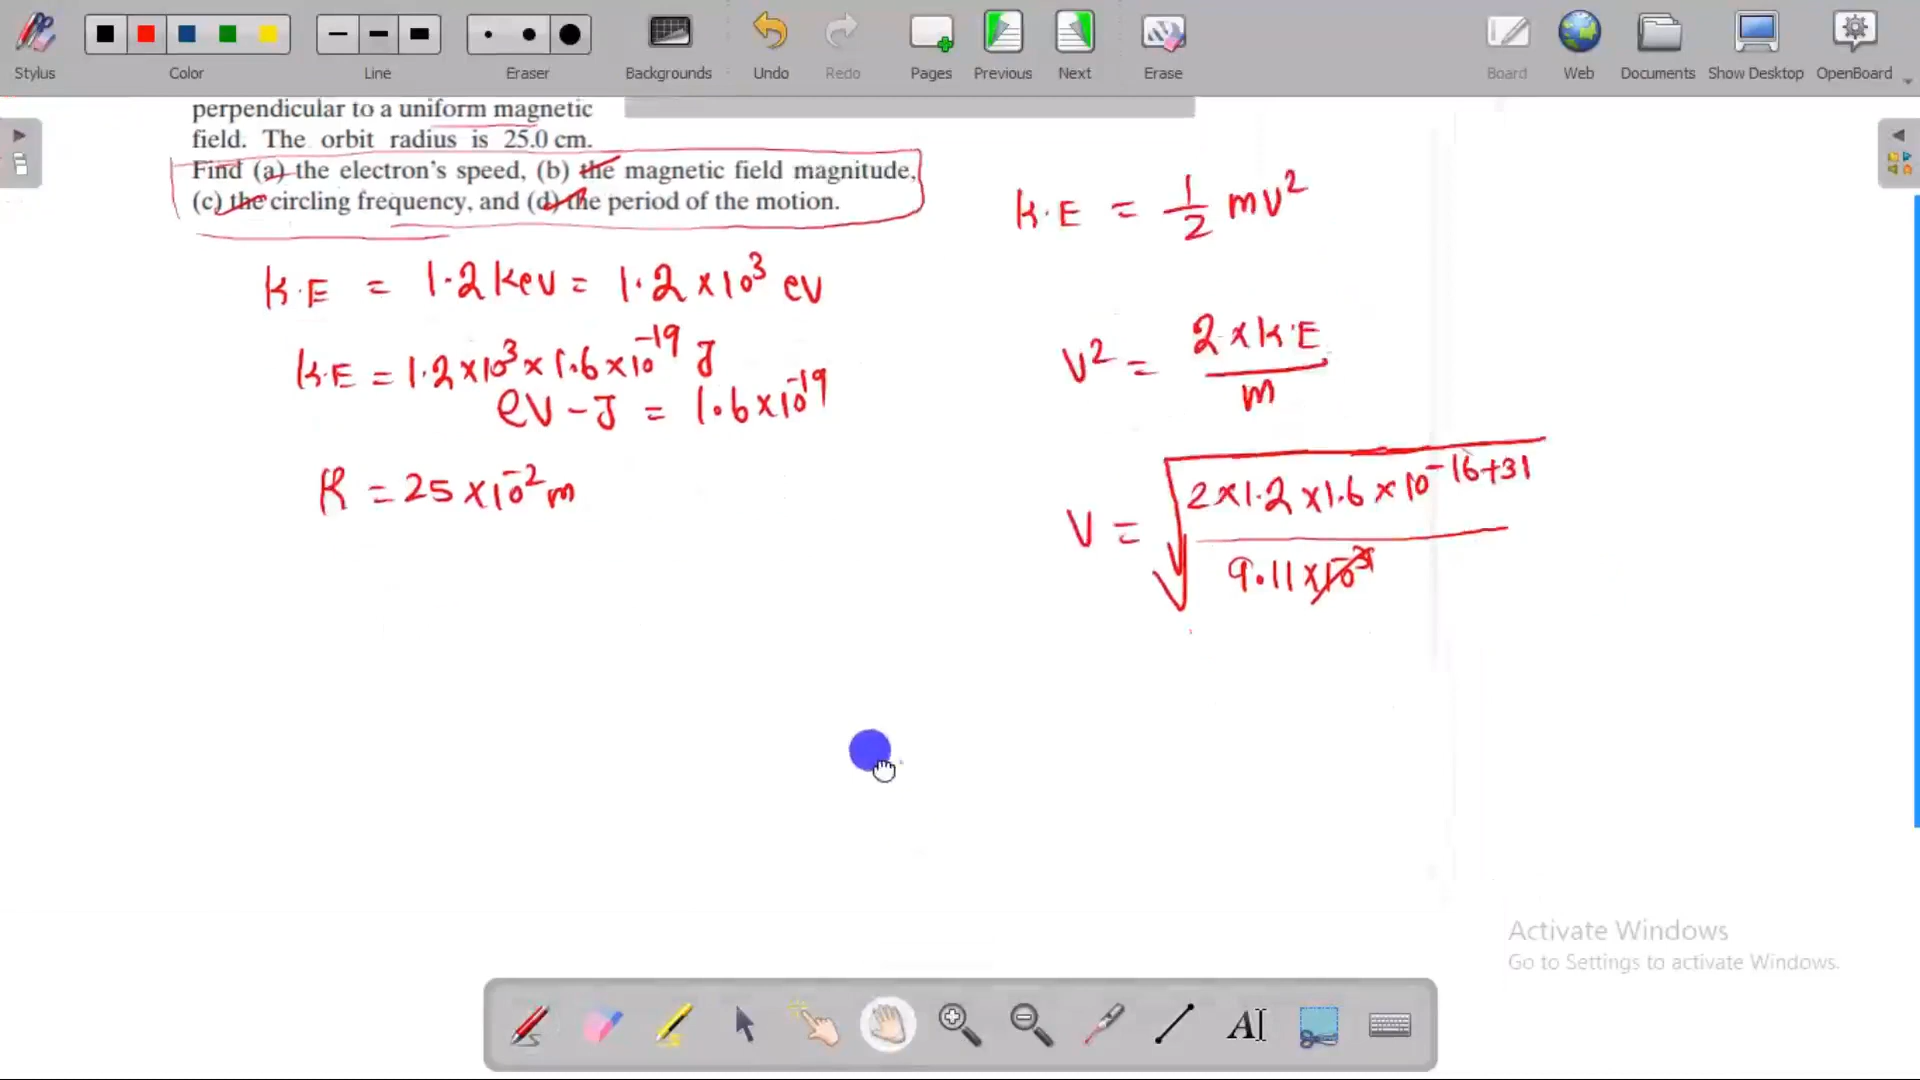 Stylus Color Line Eraser Backgrounds Undo Redo Pages Previous Next Erase Board Web Documents Show Desktop OpenBoard
perpendicular to a uniform magnetic
field. The orbit radius is 25.0 cm.
Find (a) the electron's speed, (b) the magnetic field magnitude,
(c) the circling frequency, and (d) the period of the motion.
K.E = 1.2 keV = 1.2 × 10³ eV
K.E = 1.2 × 10³ × 1.6 × 10⁻¹⁹ J
eV - J = 1.6 × 10⁻¹⁹
R = 25 × 10⁻² m
K.E = 1/2 mv²
V² = 2 × K.E / m
V = √(2 × 1.2 × 1.6 × 10⁻¹⁶⁺³¹ / 9.11 × 10⁻³¹)
Activate Windows
Go to Settings to activate Windows.
AI